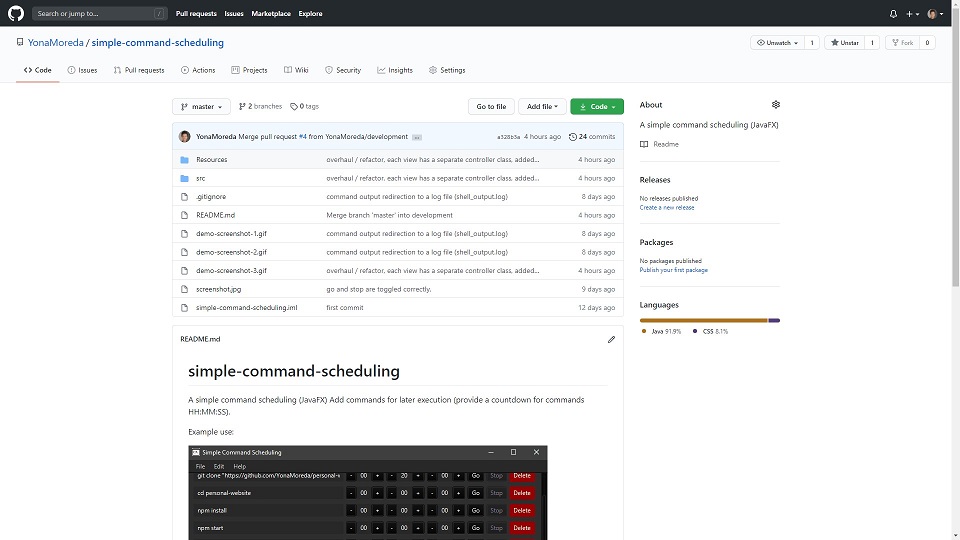 Search or jump to... /
Pull requests Issues Marketplace Explore
YonaMoreda / simple-command-scheduling
Unwatch 1 Unstar 1 Fork 0
Code Issues Pull requests Actions Projects Wiki Security Insights Settings
master 2 branches 0 tags Go to file Add file Code
YonaMoreda Merge pull request #4 from YonaMoreda/development ... a328b3a 4 hours ago 24 commits
Resources overhaul / refactor, each view has a separate controller class, added... 4 hours ago
src overhaul / refactor, each view has a separate controller class, added... 4 hours ago
.gitignore command output redirection to a log file (shell_output.log) 8 days ago
README.md Merge branch 'master' into development 4 hours ago
demo-screenshot-1.gif command output redirection to a log file (shell_output.log) 8 days ago
demo-screenshot-2.gif command output redirection to a log file (shell_output.log) 8 days ago
demo-screenshot-3.gif overhaul / refactor, each view has a separate controller class, added... 4 hours ago
screenshot.jpg go and stop are toggled correctly. 9 days ago
simple-command-scheduling.iml first commit 12 days ago
README.md
simple-command-scheduling
A simple command scheduling (JavaFX) Add commands for later execution (provide a countdown for commands
HH:MM:SS).
Example use:
Simple Command Scheduling
File Edit Help
git clone "https://github.com/YonaMoreda/personal-w - 00 + - 20 + - 00 + Go Stop Delete
cd personal-website - 00 + - 00 + - 00 + Go Stop Delete
npm install - 00 + - 00 + - 00 + Go Stop Delete
npm start - 00 + - 00 + - 00 + Go Stop Delete
About
A simple command scheduling (JavaFX)
Readme
Releases
No releases published
Create a new release
Packages
No packages published
Publish your first package
Languages
Java 91.9% CSS 8.1%